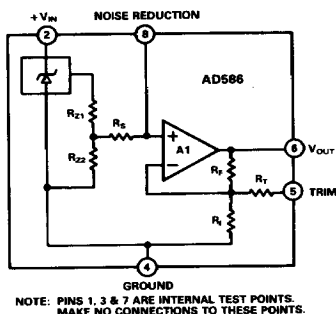 +VIN
NOISE REDUCTION
2
8
AD586
RZ1
RS
RZ2
+
A1
−
RF
6
VOUT
RT
5
TRIM
RI
4
GROUND
NOTE: PINS 1, 3 & 7 ARE INTERNAL TEST POINTS.
MAKE NO CONNECTIONS TO THESE POINTS.